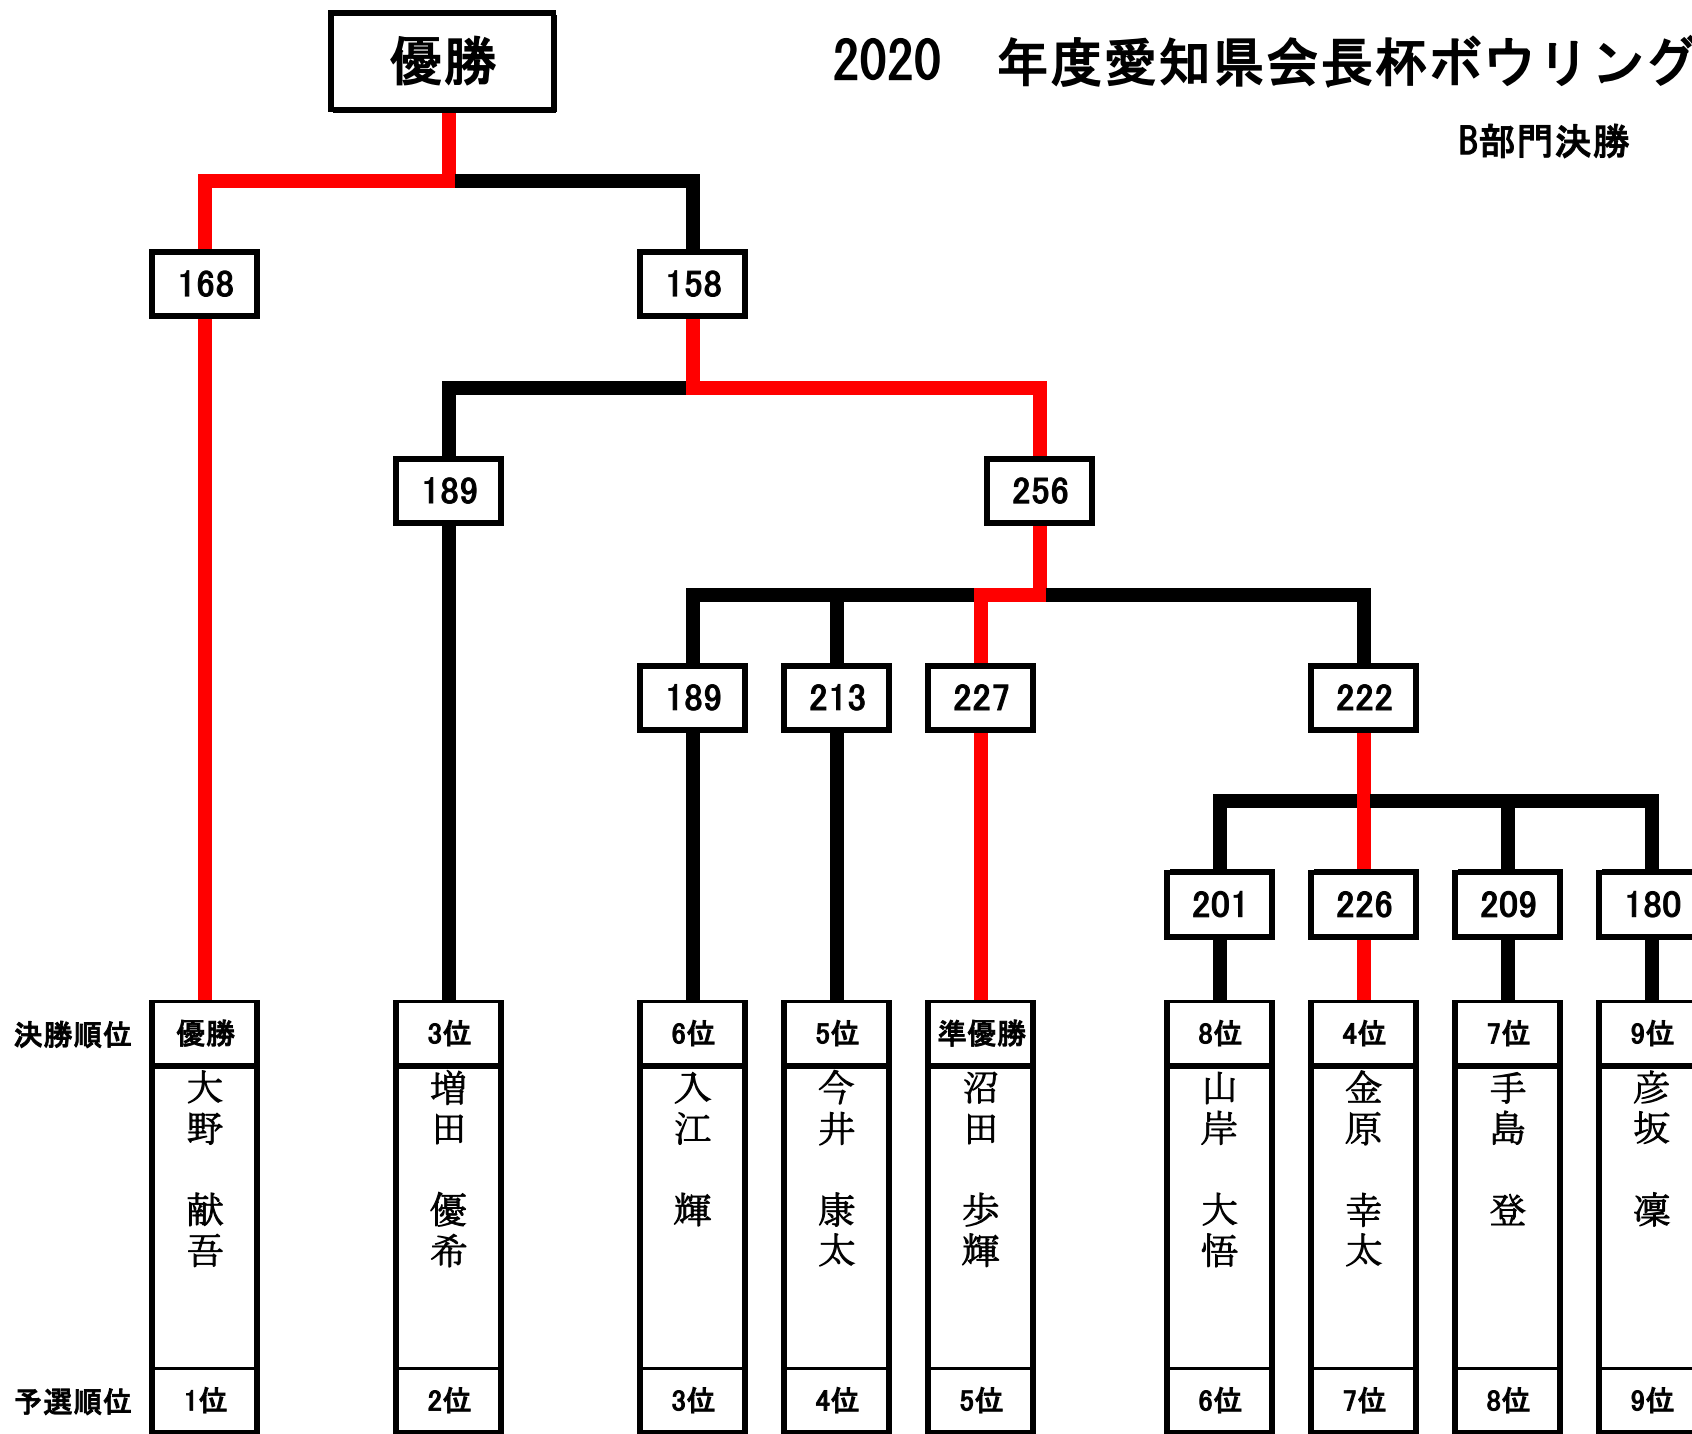 優勝
2020 年度愛知県会長杯ボウリング
B部門決勝
168 158
189 256
189 213 227 222
201 226 209 180
決勝順位 優勝 3位 6位 5位 準優勝 8位 4位 7位 9位
大野 献吾
増田 優希
入江 輝
今井 康太
沼田 歩輝
山岸 大悟
金原 幸太
手島 登
彦坂 凜
予選順位 1位 2位 3位 4位 5位 6位 7位 8位 9位